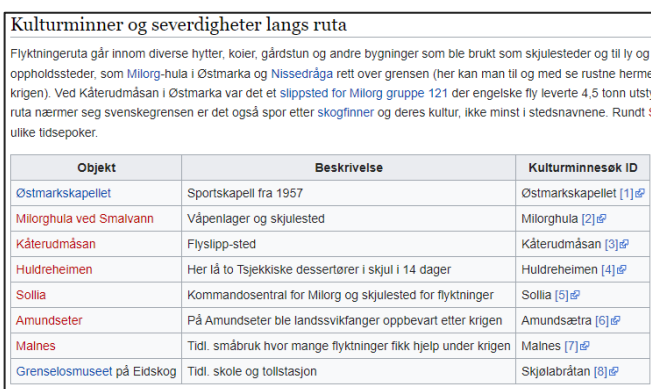 Kulturminner og severdigheter langs ruta
Flyktningeruta går innom diverse hytter, koier, gårdstun og andre bygninger som ble brukt som skjulesteder og til ly og
oppholdssteder, som Milorg-hula i Østmarka og Nissedråga rett over grensen (her kan man til og med se rustne herme
krigen). Ved Kåterudmåsan i Østmarka var det et slippsted for Milorg gruppe 121 der engelske fly leverte 4,5 tonn utsty
ruta nærmer seg svenskegrensen er det også spor etter skogfinner og deres kultur, ikke minst i stedsnavnene. Rundt S
ulike tidsepoker.
Objekt Beskrivelse Kulturminnesøk ID
Østmarkskapellet Sportskapell fra 1957 Østmarkskapellet [1]
Milorghula ved Smalvann Våpenlager og skjulested Milorghula [2]
Kåterudmåsan Flyslipp-sted Kåterudmåsan [3]
Huldreheimen Her lå to Tsjekkiske dessertører i skjul i 14 dager Huldreheimen [4]
Sollia Kommandosentral for Milorg og skjulested for flyktninger Sollia [5]
Amundseter På Amundseter ble landssvikfanger oppbevart etter krigen Amundsætra [6]
Malnes Tidl. småbruk hvor mange flyktninger fikk hjelp under krigen Malnes [7]
Grenselosmuseet på Eidskog Tidl. skole og tollstasjon Skjølabråtan [8]